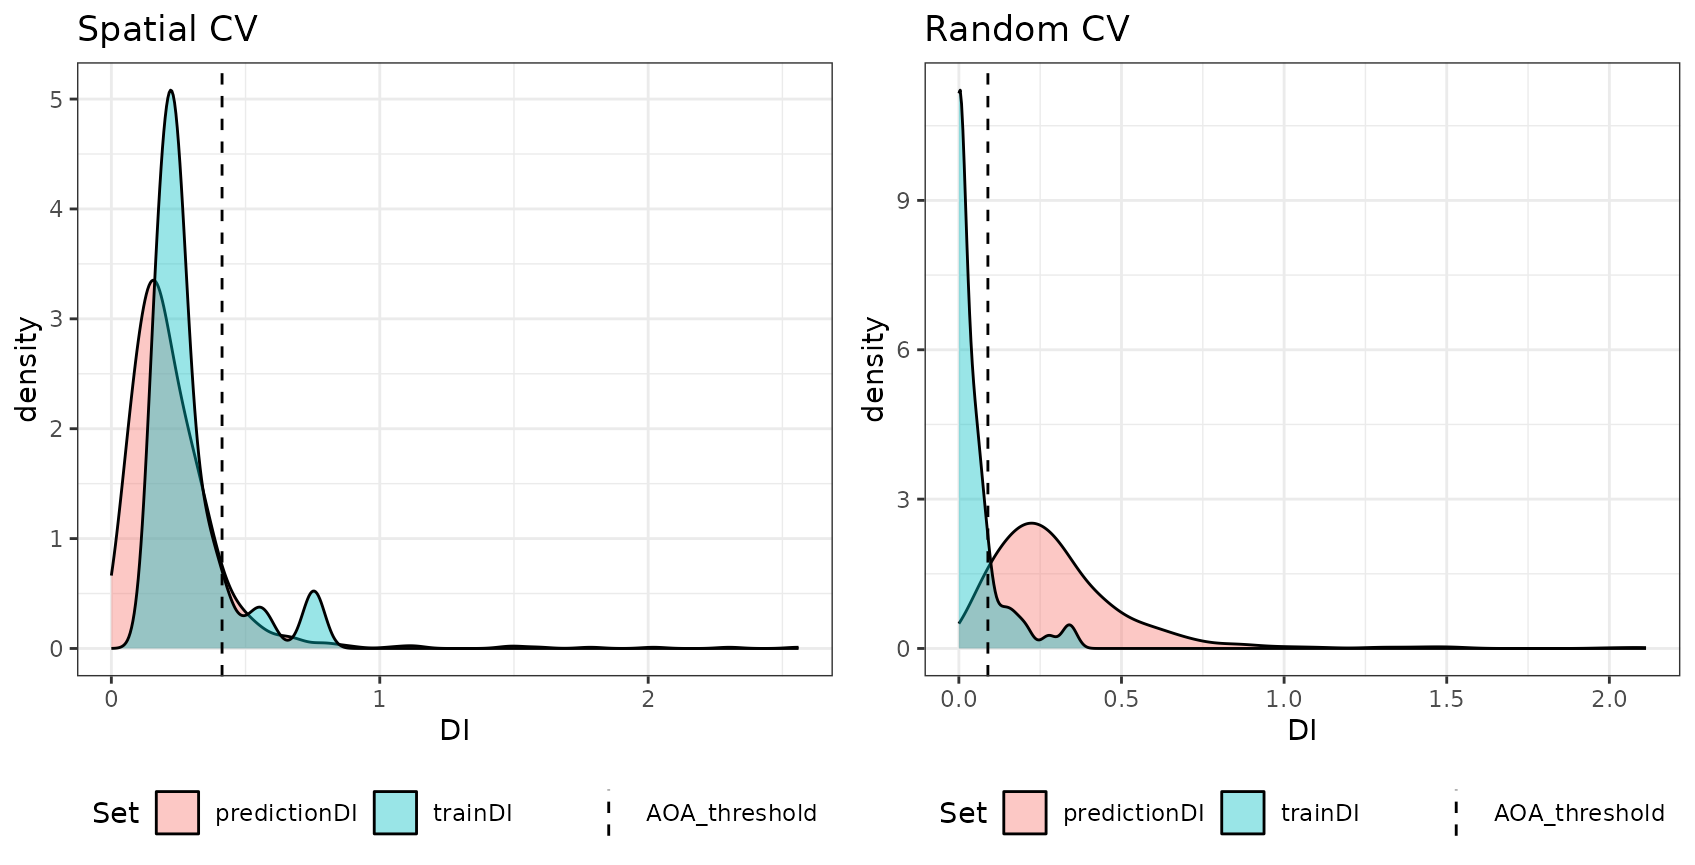 Spatial CV
5
4
3
2
1
0
density
0
1
2
DI
Set
predictionDI
trainDI
AOA_threshold
Random CV
9
6
3
0
density
0.0
0.5
1.0
1.5
2.0
DI
Set
predictionDI
trainDI
AOA_threshold